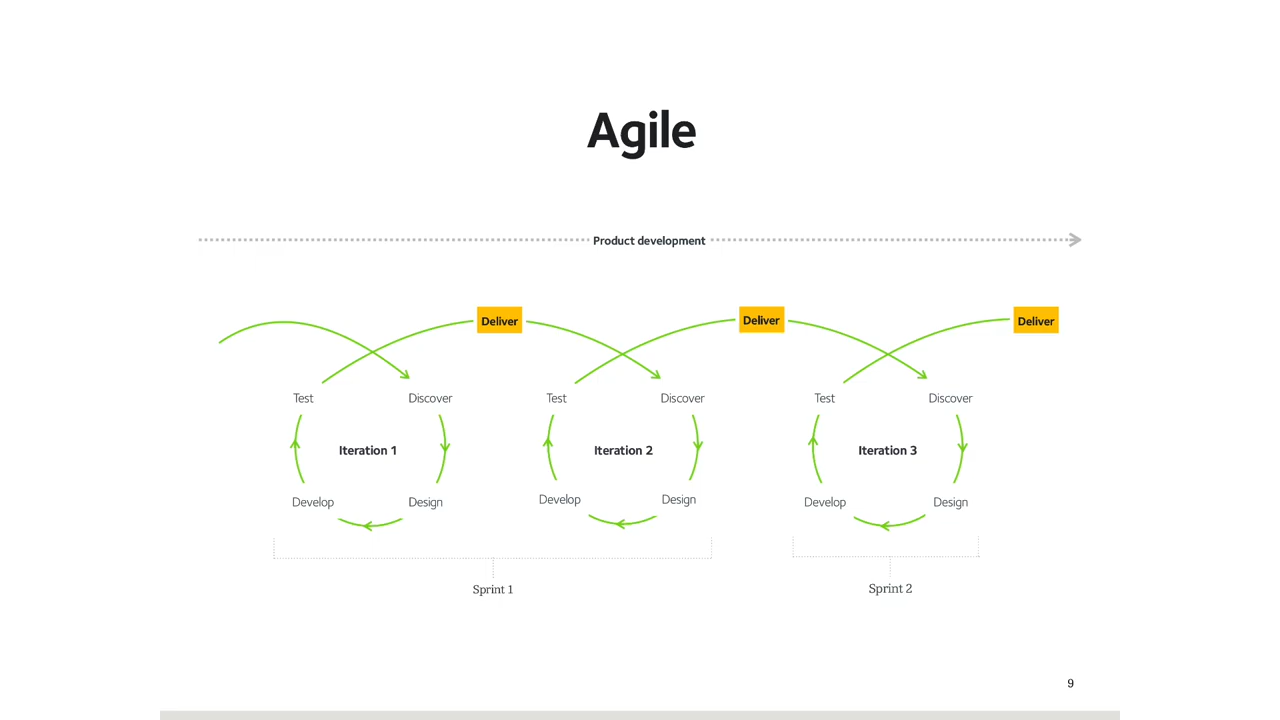 Agile
Product development
Deliver
Deliver
Deliver
Test
Discover
Test
Discover
Test
Discover
Iteration 1
Iteration 2
Iteration 3
Develop
Design
Develop
Design
Develop
Design
Sprint 1
Sprint 2
9